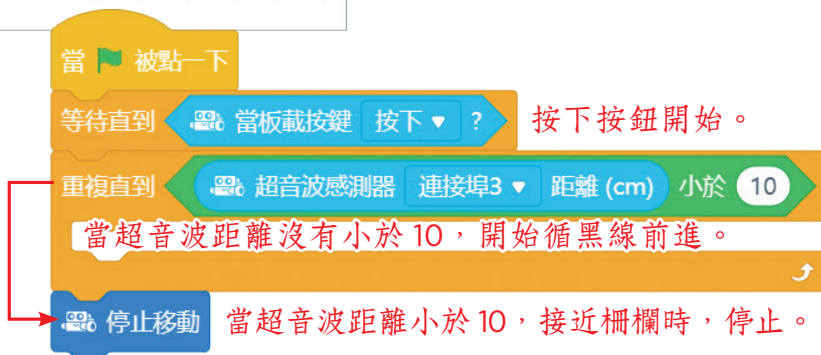 當 被點一下
等待直到 當板載按鍵 按下 ? 按下按鈕開始。
重複直到 超音波感測器 連接埠3 距離 (cm) 小於 10
當超音波距離沒有小於10，開始循黑線前進。
停止移動 當超音波距離小於10，接近柵欄時，停止。